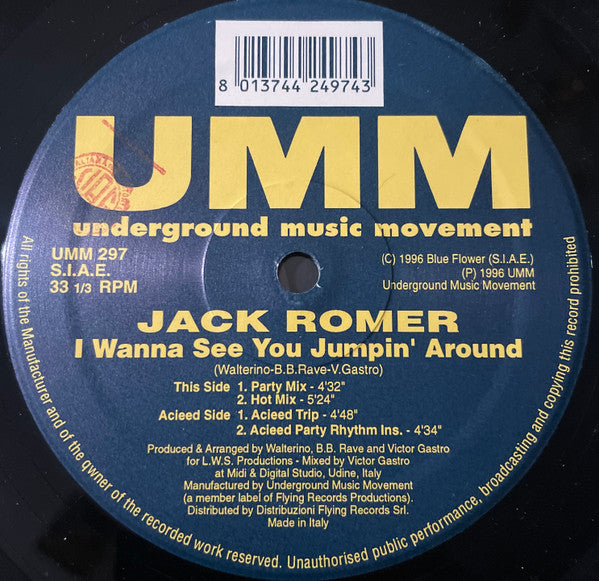 8 013744 249743
UMM
underground music movement
UMM 297
S.I.A.E.
33 1/3 RPM
(C) 1996 Blue Flower (S.I.A.E.)
(P) 1996 UMM
Underground Music Movement
JACK ROMER
I Wanna See You Jumpin' Around
(Walterino-B.B.Rave-V.Gastro)
This Side 1. Party Mix - 4'32"
2. Hot Mix - 5'24"
Acieed Side 1. Acieed Trip - 4'48"
2. Acieed Party Rhythm Ins. - 4'34"
Produced & Arranged by Walterino, B.B. Rave and Victor Gastro
for L.W.S. Productions - Mixed by Victor Gastro
at Midi & Digital Studio, Udine, Italy
Manufactured by Underground Music Movement
(a member label of Flying Records Productions).
Distributed by Distribuzioni Flying Records Srl.
Made in Italy
All rights of the Manufacturer and of the qwner of the recorded work reserved. Unauthorised public performance, broadcasting and copying this record prohibited